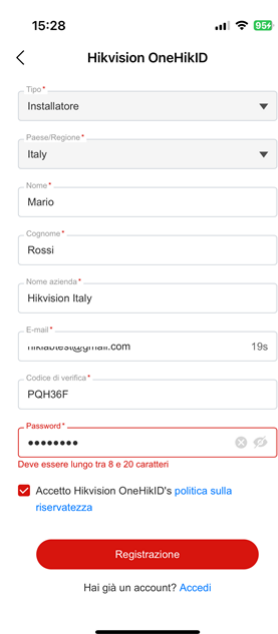 15:28
95
Hikvision OneHikID
Tipo*
Installatore
Paese/Regione*
Italy
Nome*
Mario
Cognome*
Rossi
Nome azienda*
Hikvision Italy
E-mail*
19s
Codice di verifica*
PQH36F
Password*
••••••••
Deve essere lungo tra 8 e 20 caratteri
Accetto Hikvision OneHikID's politica sulla
riservatezza
Registrazione
Hai già un account? Accedi